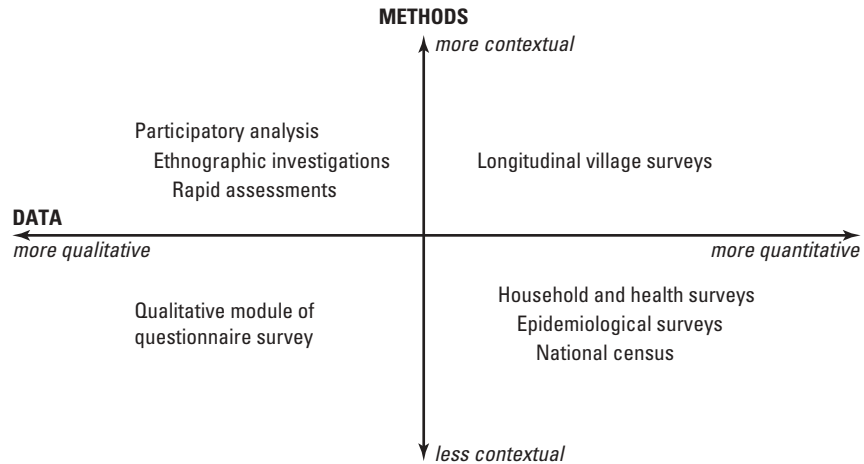 METHODS
more contextual
Participatory analysis
Ethnographic investigations
Longitudinal village surveys
Rapid assessments
DATA
more qualitative
more quantitative
Household and health surveys
Qualitative module of
questionnaire survey
Epidemiological surveys
National census
less contextual